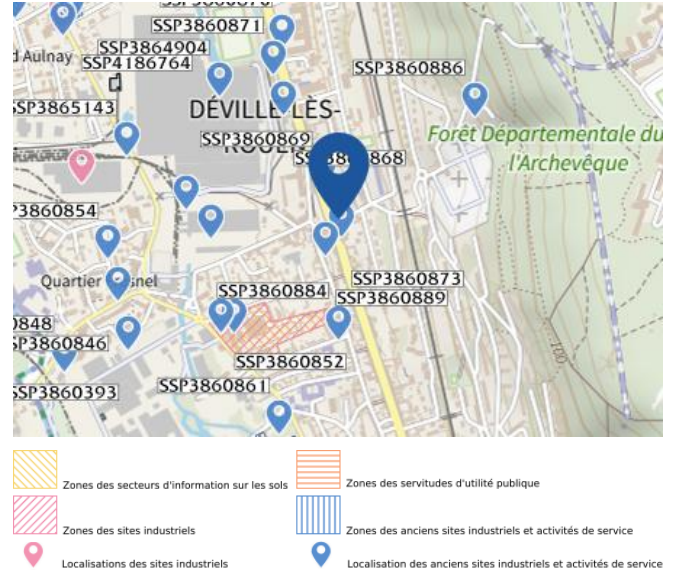 SSP3860871
d Aulnay
SSP3864904
SSP4186764
SSP3860886
SSP3865143
DÉVILLE-LÈS-
SSP3860869
Forêt Départementale du
l'Archevêque
SSP3860854
SSP3860873
Quartier
SSP3860884
SSP3860889
0848
SSP3860846
SSP3860852
SSP3860861
SSP3860393
100
Zones des secteurs d'information sur les sols
Zones des servitudes d'utilité publique
Zones des sites industriels
Zones des anciens sites industriels et activités de service
Localisations des sites industriels
Localisation des anciens sites industriels et activités de service